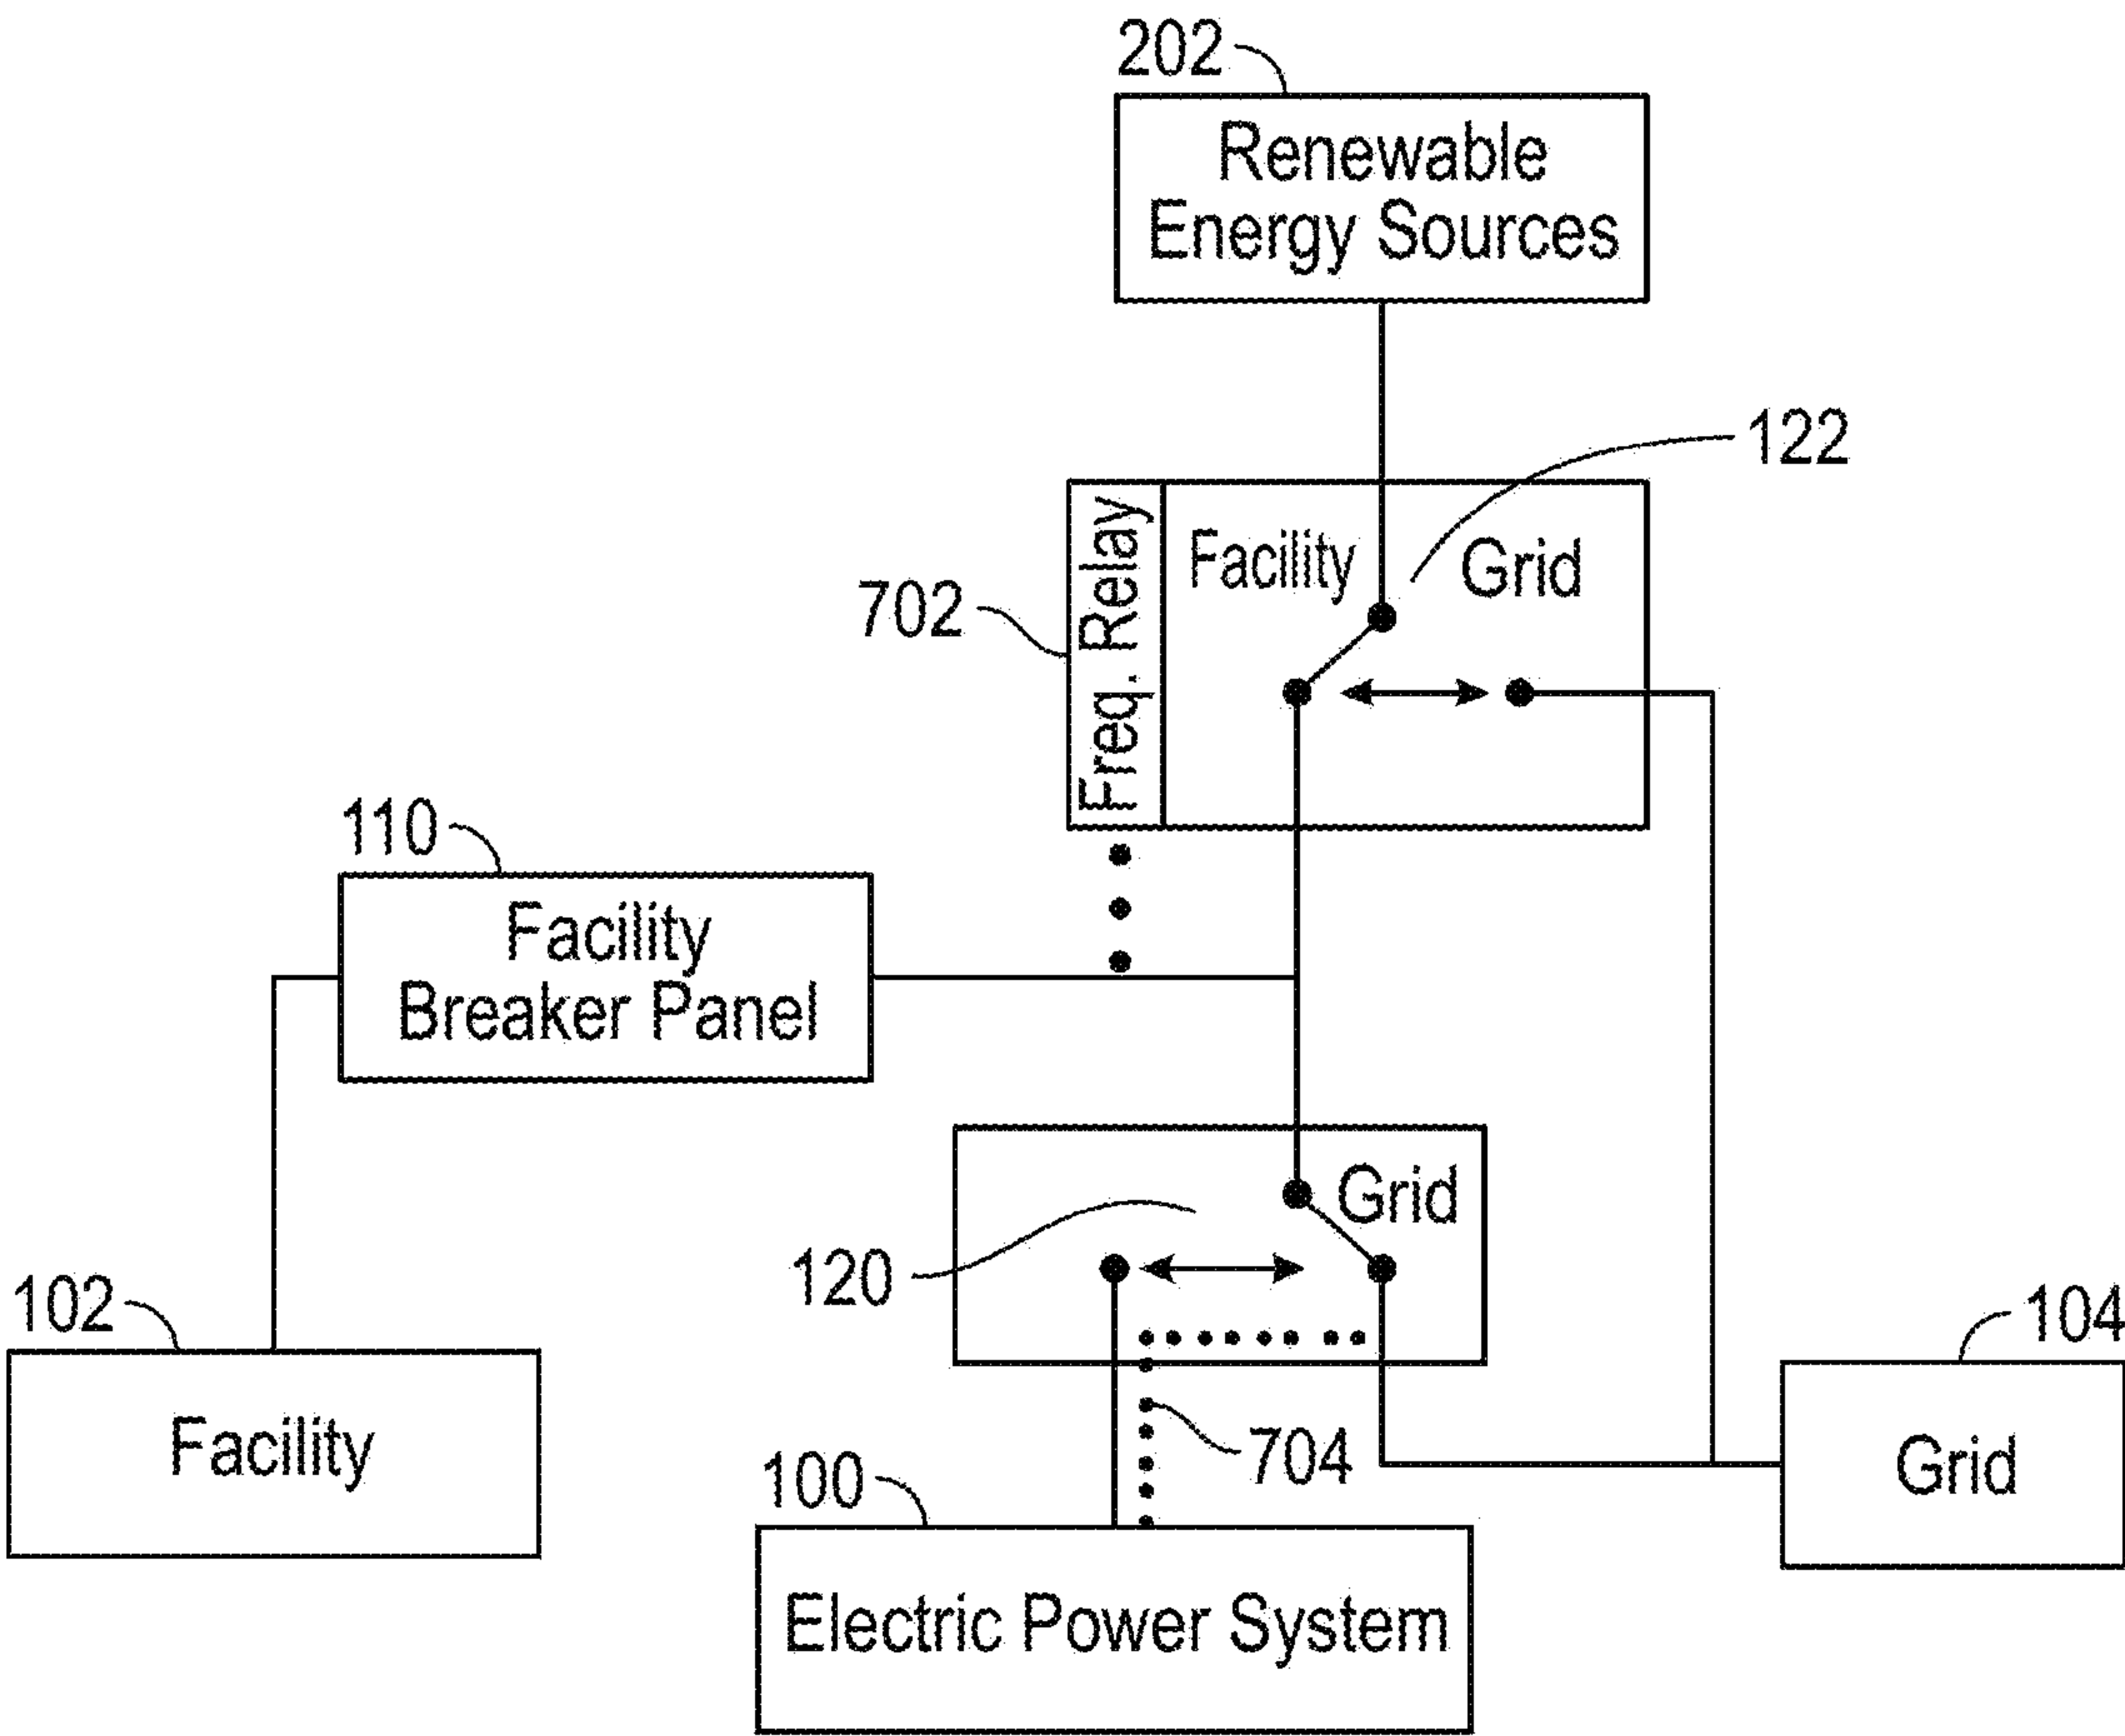 202
Renewable
Energy Sources
122
Facility
Grid
702
Freq. Relay
110
Facility
Breaker Panel
Grid
120
102
104
Facility
704
Grid
100
Electric Power System